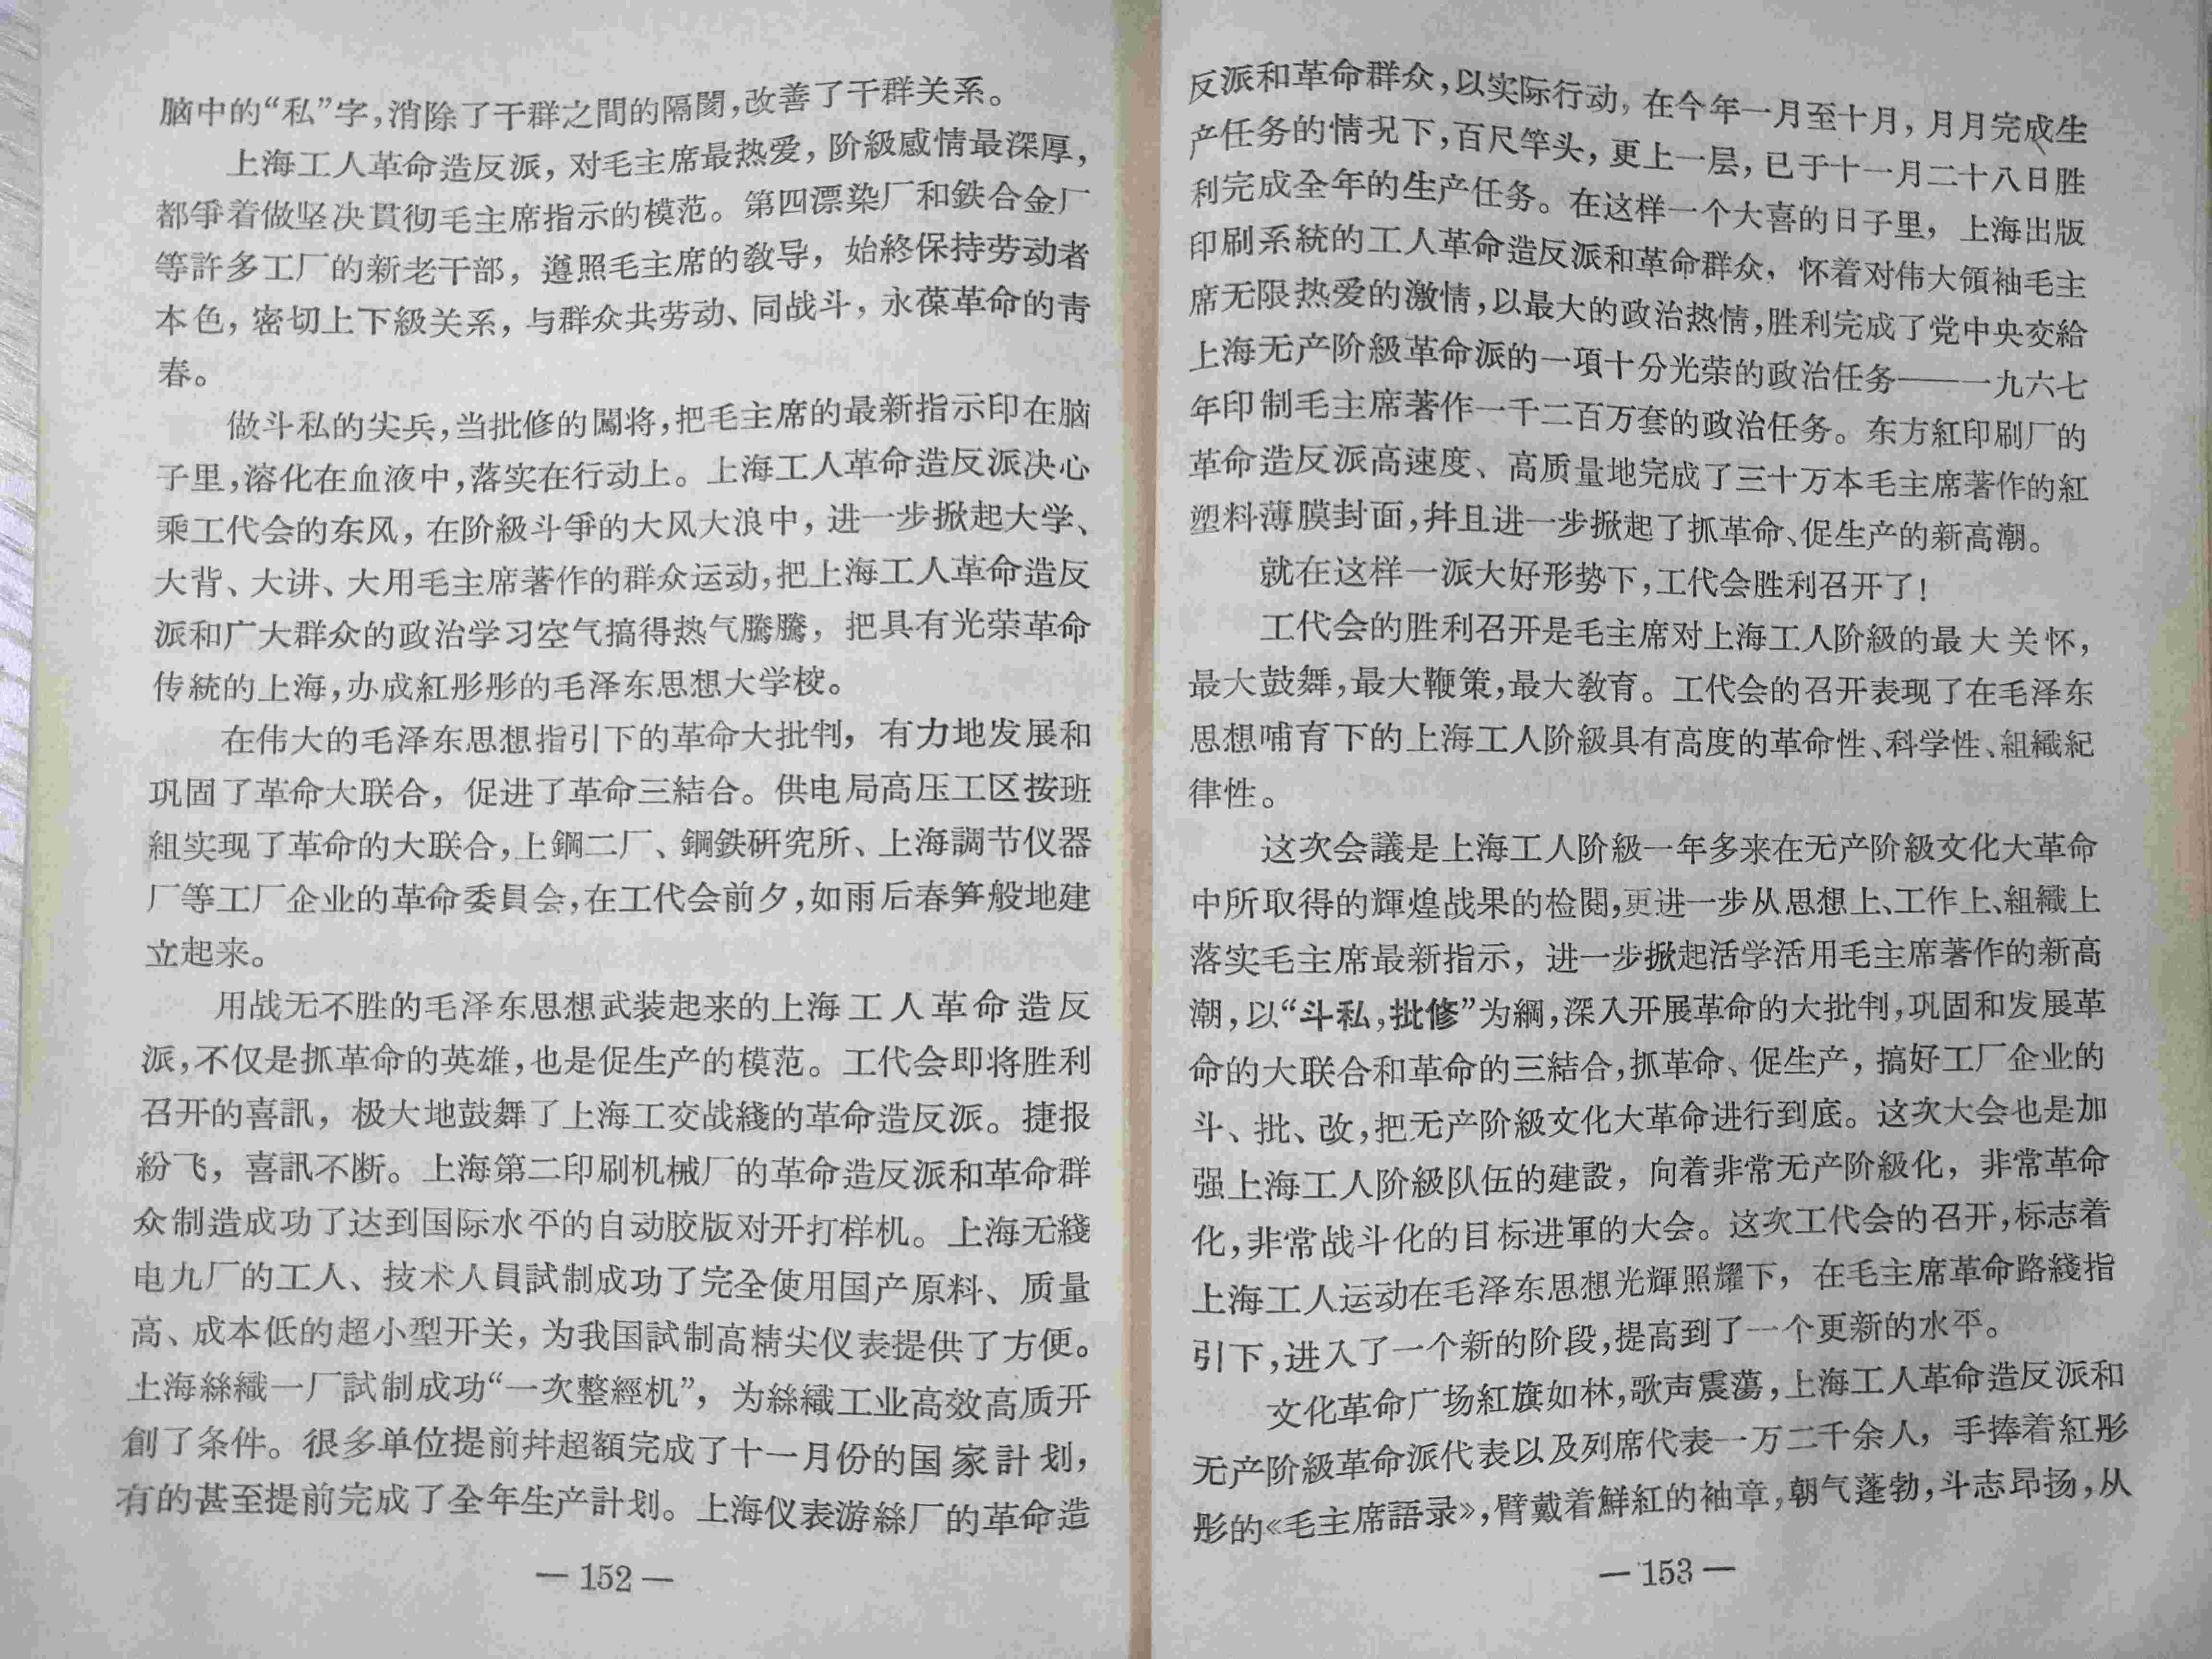 脑中的“私”字，消除了干群之間的隔閡，改善了干群关系。
上海工人革命造反派，对毛主席最热爱，阶級感情最深厚，
都爭着做坚决貫彻毛主席指示的模范。第四漂染厂和鉄合金厂
等許多工厂的新老干部，遵照毛主席的敎导，始終保持劳动者
本色，密切上下級关系，与群众共劳动、同战斗，永葆革命的靑
春。
做斗私的尖兵，当批修的闖将，把毛主席的最新指示印在脑
子里，溶化在血液中，落实在行动上。上海工人革命造反派决心
乘工代会的东风，在阶級斗爭的大风大浪中，进一步掀起大学、
大背、大讲、大用毛主席著作的群众运动，把上海工人革命造反
派和广大群众的政治学习空气搞得热气騰騰，把具有光荣革命
传統的上海，办成紅彤彤的毛泽东思想大学校。
在伟大的毛泽东思想指引下的革命大批判，有力地发展和
巩固了革命大联合，促进了革命三結合。供电局高压工区按班
組实现了革命的大联合，上鋼二厂、鋼鉄研究所、上海調节仪器
厂等工厂企业的革命委員会，在工代会前夕，如雨后春笋般地建
立起来。
用战无不胜的毛泽东思想武装起来的上海工人革命造反
派，不仅是抓革命的英雄，也是促生产的模范。工代会即将胜利
召开的喜訊，极大地鼓舞了上海工交战綫的革命造反派。捷报
紛飞，喜訊不断。上海第二印刷机械厂的革命造反派和革命群
众制造成功了达到国际水平的自动胶版对开打样机。上海无綫
电九厂的工人、技术人員試制成功了完全使用国产原料、质量
高、成本低的超小型开关，为我国試制高精尖仪表提供了方便。
上海絲織一厂試制成功“一次整經机”，为絲織工业高效高质开
創了条件。很多单位提前幷超額完成了十一月份的国家計划，
有的甚至提前完成了全年生产計划。上海仪表游絲厂的革命造
— 152 —
反派和革命群众，以实际行动，在今年一月至十月，月月完成生
产任务的情况下，百尺竿头，更上一层，已于十一月二十八日胜
利完成全年的生产任务。在这样一个大喜的日子里，上海出版
印刷系統的工人革命造反派和革命群众，怀着对伟大領袖毛主
席无限热爱的激情，以最大的政治热情，胜利完成了党中央交給
上海无产阶級革命派的一項十分光荣的政治任务——一九六七
年印制毛主席著作一千二百万套的政治任务。东方紅印刷厂的
革命造反派高速度、高质量地完成了三十万本毛主席著作的紅
塑料薄膜封面，幷且进一步掀起了抓革命、促生产的新高潮。
就在这样一派大好形势下，工代会胜利召开了！
工代会的胜利召开是毛主席对上海工人阶級的最大关怀，
最大鼓舞，最大鞭策，最大敎育。工代会的召开表现了在毛泽东
思想哺育下的上海工人阶級具有高度的革命性、科学性、組織紀
律性。
这次会議是上海工人阶級一年多来在无产阶級文化大革命
中所取得的輝煌战果的检閱，更进一步从思想上、工作上、組織上
落实毛主席最新指示，进一步掀起活学活用毛主席著作的新高
潮，以“斗私，批修”为綱，深入开展革命的大批判，巩固和发展革
命的大联合和革命的三結合，抓革命、促生产，搞好工厂企业的
斗、批、改，把无产阶級文化大革命进行到底。这次大会也是加
强上海工人阶級队伍的建設，向着非常无产阶級化，非常革命
化，非常战斗化的目标进軍的大会。这次工代会的召开，标志着
上海工人运动在毛泽东思想光輝照耀下，在毛主席革命路綫指
引下，进入了一个新的阶段，提高到了一个更新的水平。
文化革命广场紅旗如林，歌声震蕩，上海工人革命造反派和
无产阶級革命派代表以及列席代表一万二千余人，手捧着紅彤
彤的《毛主席語录》，臂戴着鮮紅的袖章，朝气蓬勃，斗志昂扬，从
— 153 —